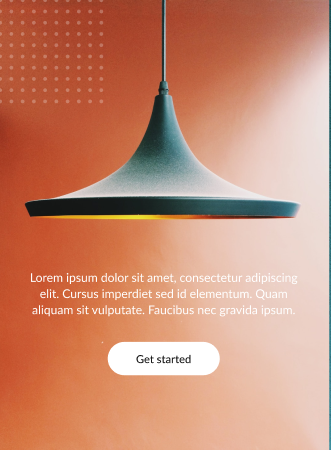 Lorem ipsum dolor sit amet, consectetur adipiscing
elit. Cursus imperdiet sed id elementum. Quam
aliquam sit vulputate. Faucibus nec gravida ipsum.
Get started